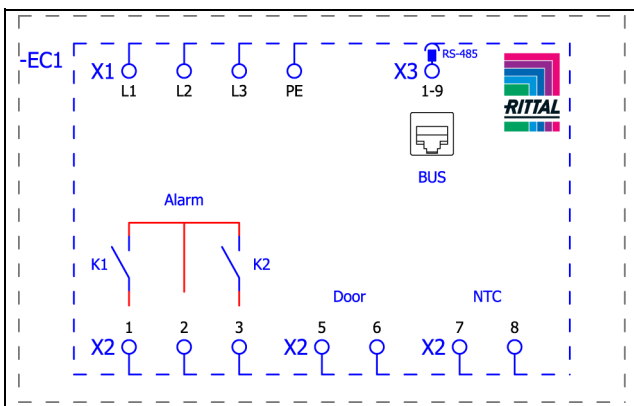 -EC1
X1
L1
L2
L3
PE
X3
RS-485
1-9
RITTAL
BUS
Alarm
K1
K2
Door
NTC
1
2
3
5
6
7
8
X2
X2
X2